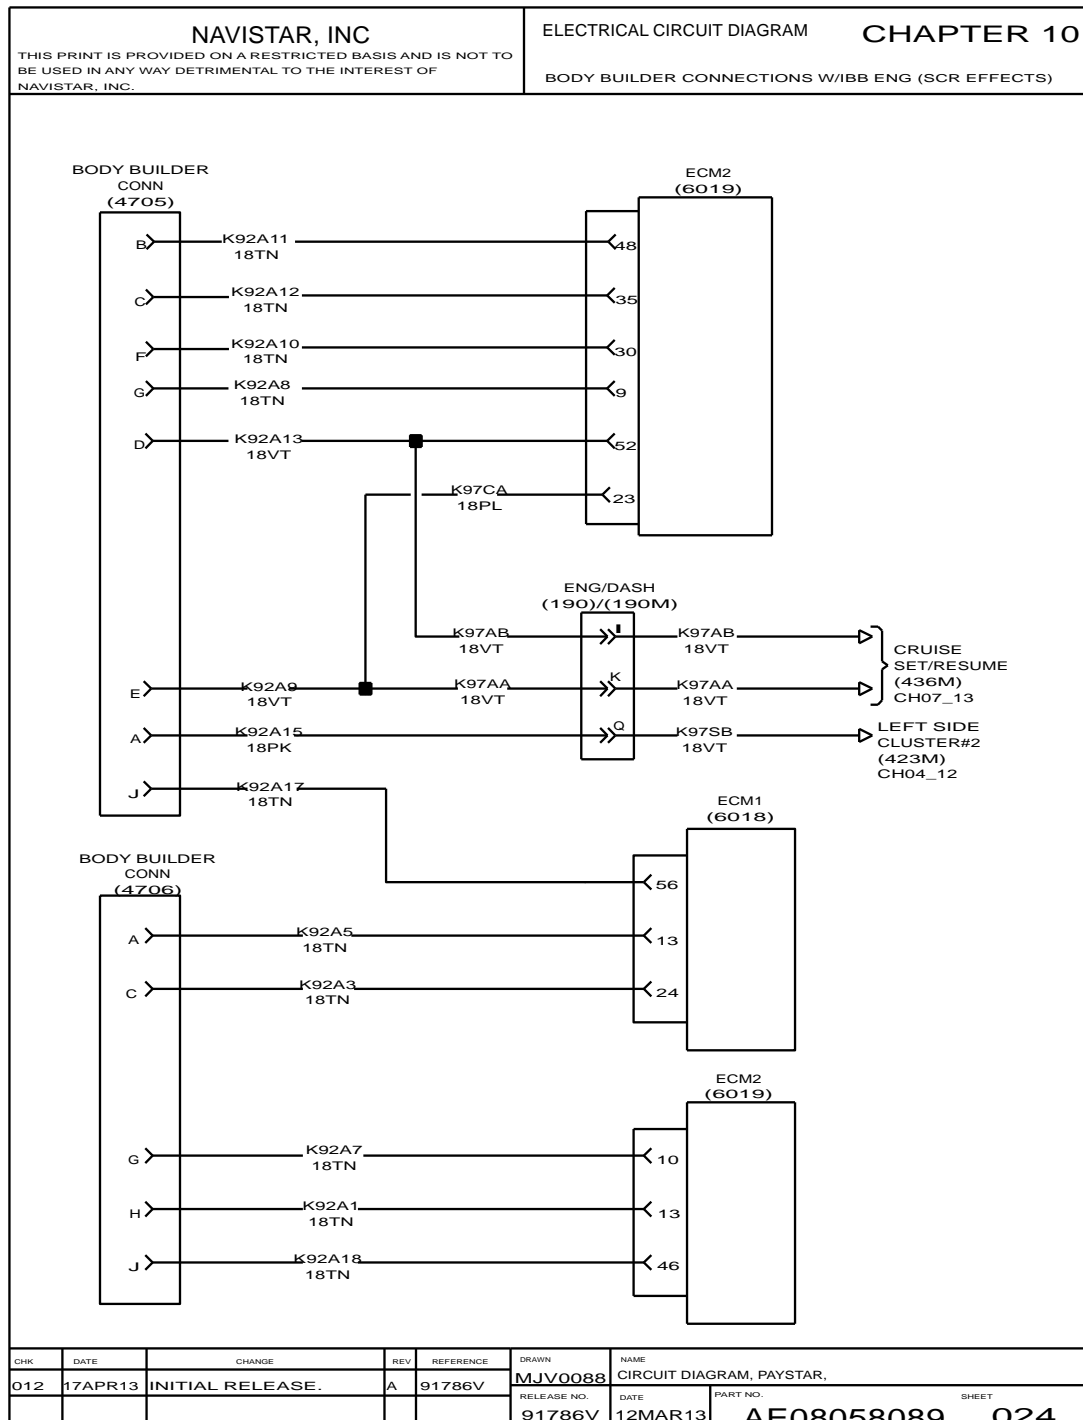 NAVISTAR, INC
THIS PRINT IS PROVIDED ON A RESTRICTED BASIS AND IS NOT TO
BE USED IN ANY WAY DETRIMENTAL TO THE INTEREST OF
NAVISTAR, INC.
ELECTRICAL CIRCUIT DIAGRAM
CHAPTER 10
BODY BUILDER CONNECTIONS W/IBB ENG (SCR EFFECTS)
BODY BUILDER
CONN
(4705)
ECM2
(6019)
B
K92A11
18TN
48
C
K92A12
18TN
35
F
K92A10
18TN
30
G
K92A8
18TN
9
D
K92A13
18VT
52
K97CA
18PL
23
ENG/DASH
(190)/(190M)
K97AB
18VT
I
K97AB
18VT
E
K92A9
18VT
K97AA
18VT
K
K97AA
18VT
CRUISE
SET/RESUME
(436M)
CH07_13
A
K92A15
18PK
Q
K97SB
18VT
LEFT SIDE
CLUSTER#2
(423M)
CH04_12
J
K92A17
18TN
ECM1
(6018)
56
BODY BUILDER
CONN
(4706)
A
K92A5
18TN
13
C
K92A3
18TN
24
ECM2
(6019)
G
K92A7
18TN
10
H
K92A1
18TN
13
J
K92A18
18TN
46
CHK DATE CHANGE REV REFERENCE
012 17APR13 INITIAL RELEASE. A 91786V
DRAWN
MJV0088
NAME
CIRCUIT DIAGRAM, PAYSTAR,
RELEASE NO.
91786V
DATE
12MAR13
PART NO.
AE08058089
SHEET
024